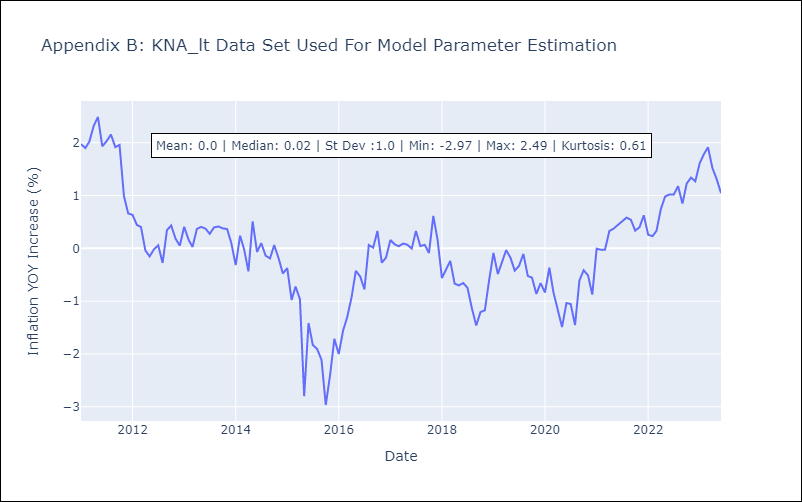 Appendix B: KNA_lt Data Set Used For Model Parameter Estimation
Mean: 0.0 | Median: 0.02 | St Dev :1.0 | Min: -2.97 | Max: 2.49 | Kurtosis: 0.61
Inflation YOY Increase (%)
2
1
0
−1
−2
−3
2012 2014 2016 2018 2020 2022
Date